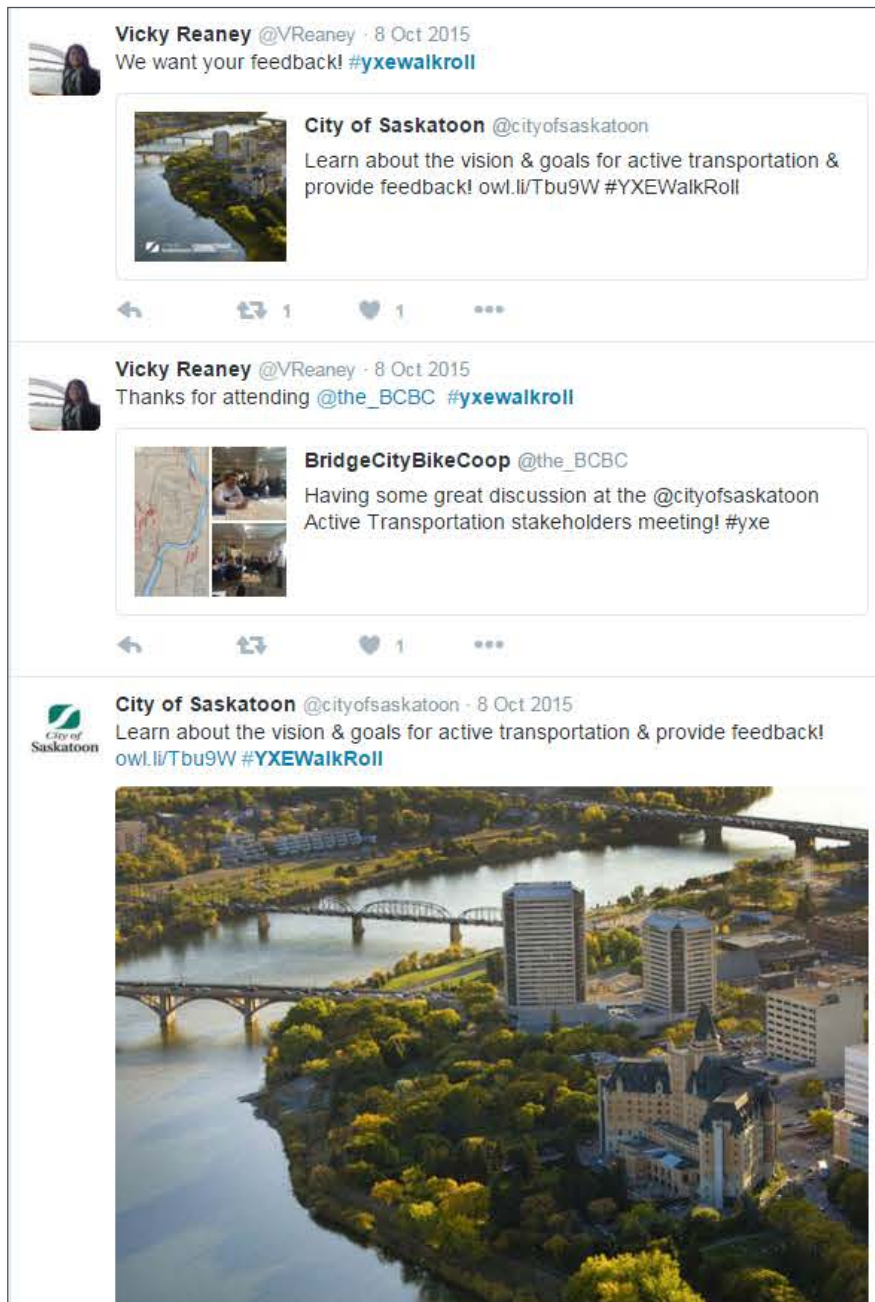 Vicky Reaney @VReaney · 8 Oct 2015
We want your feedback! #yxewalkroll
City of Saskatoon @cityofsaskatoon
Learn about the vision & goals for active transportation &
provide feedback! owl.li/Tbu9W #YXEWalkRoll
1 1
Vicky Reaney @VReaney · 8 Oct 2015
Thanks for attending @the_BCBC #yxewalkroll
BridgeCityBikeCoop @the_BCBC
Having some great discussion at the @cityofsaskatoon
Active Transportation stakeholders meeting! #yxe
1
City of Saskatoon @cityofsaskatoon · 8 Oct 2015
City of
Saskatoon
Learn about the vision & goals for active transportation & provide feedback!
owl.li/Tbu9W #YXEWalkRoll